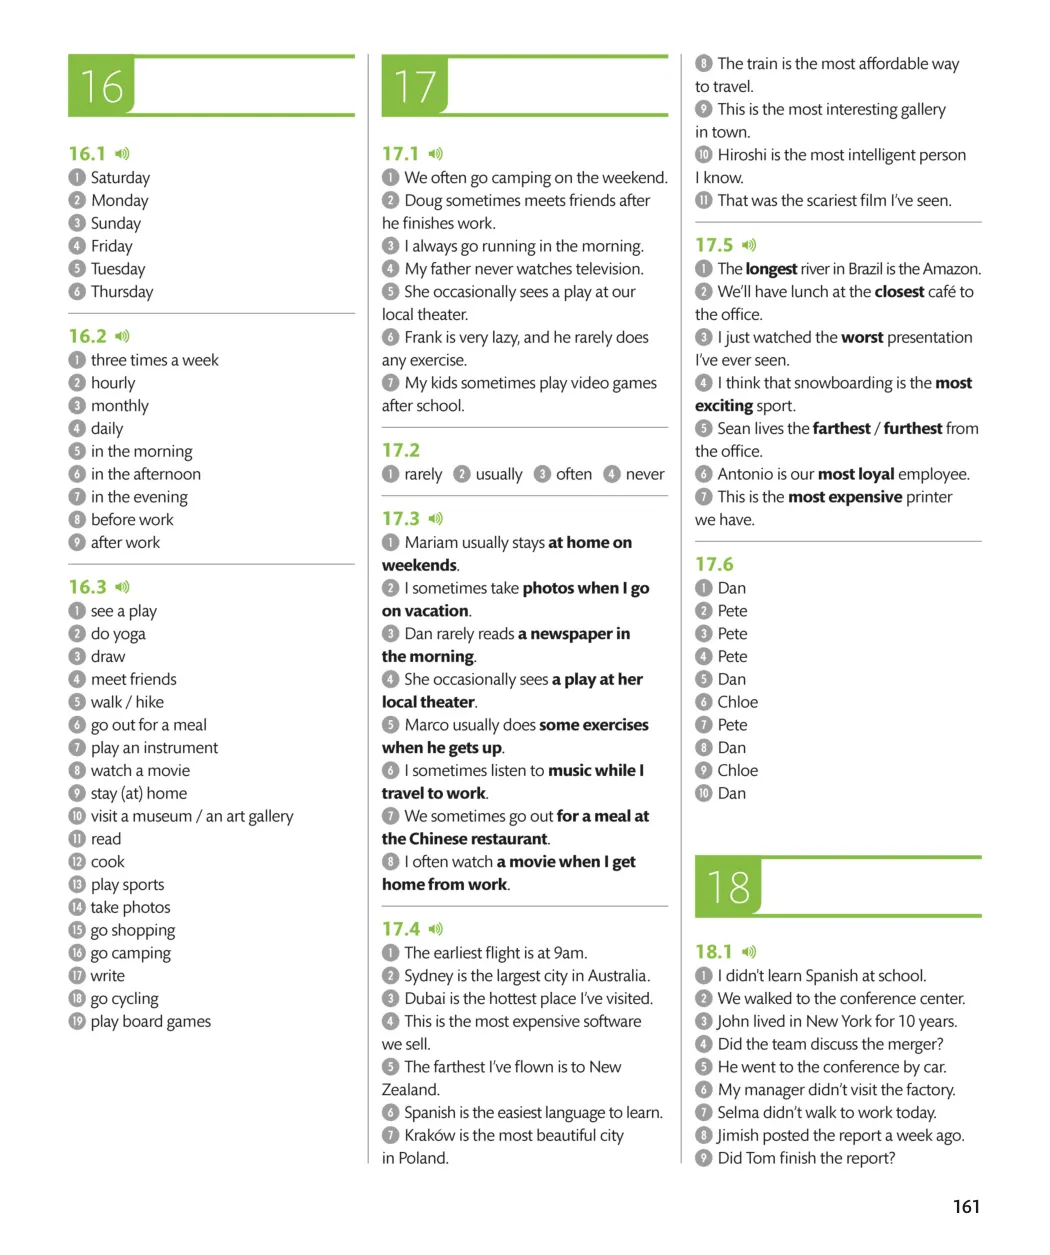 16
16.1
1 Saturday
2 Monday
3 Sunday
4 Friday
5 Tuesday
6 Thursday
16.2
1 three times a week
2 hourly
3 monthly
4 daily
5 in the morning
6 in the afternoon
7 in the evening
8 before work
9 after work
16.3
1 see a play
2 do yoga
3 draw
4 meet friends
5 walk / hike
6 go out for a meal
7 play an instrument
8 watch a movie
9 stay (at) home
10 visit a museum / an art gallery
11 read
12 cook
13 play sports
14 take photos
15 go shopping
16 go camping
17 write
18 go cycling
19 play board games
17
17.1
1 We often go camping on the weekend.
2 Doug sometimes meets friends after
he finishes work.
3 I always go running in the morning.
4 My father never watches television.
5 She occasionally sees a play at our
local theater.
6 Frank is very lazy, and he rarely does
any exercise.
7 My kids sometimes play video games
after school.
17.2
1 rarely 2 usually 3 often 4 never
17.3
1 Mariam usually stays at home on
weekends.
2 I sometimes take photos when I go
on vacation.
3 Dan rarely reads a newspaper in
the morning.
4 She occasionally sees a play at her
local theater.
5 Marco usually does some exercises
when he gets up.
6 I sometimes listen to music while I
travel to work.
7 We sometimes go out for a meal at
the Chinese restaurant.
8 I often watch a movie when I get
home from work.
17.4
1 The earliest flight is at 9am.
2 Sydney is the largest city in Australia.
3 Dubai is the hottest place I've visited.
4 This is the most expensive software
we sell.
5 The farthest I've flown is to New
Zealand.
6 Spanish is the easiest language to learn.
7 Kraków is the most beautiful city
in Poland.
8 The train is the most affordable way
to travel.
9 This is the most interesting gallery
in town.
10 Hiroshi is the most intelligent person
I know.
11 That was the scariest film I've seen.
17.5
1 The longest river in Brazil is the Amazon.
2 We'll have lunch at the closest café to
the office.
3 I just watched the worst presentation
I've ever seen.
4 I think that snowboarding is the most
exciting sport.
5 Sean lives the farthest / furthest from
the office.
6 Antonio is our most loyal employee.
7 This is the most expensive printer
we have.
17.6
1 Dan
2 Pete
3 Pete
4 Pete
5 Dan
6 Chloe
7 Pete
8 Dan
9 Chloe
10 Dan
18
18.1
1 I didn't learn Spanish at school.
2 We walked to the conference center.
3 John lived in New York for 10 years.
4 Did the team discuss the merger?
5 He went to the conference by car.
6 My manager didn't visit the factory.
7 Selma didn't walk to work today.
8 Jimish posted the report a week ago.
9 Did Tom finish the report?
161